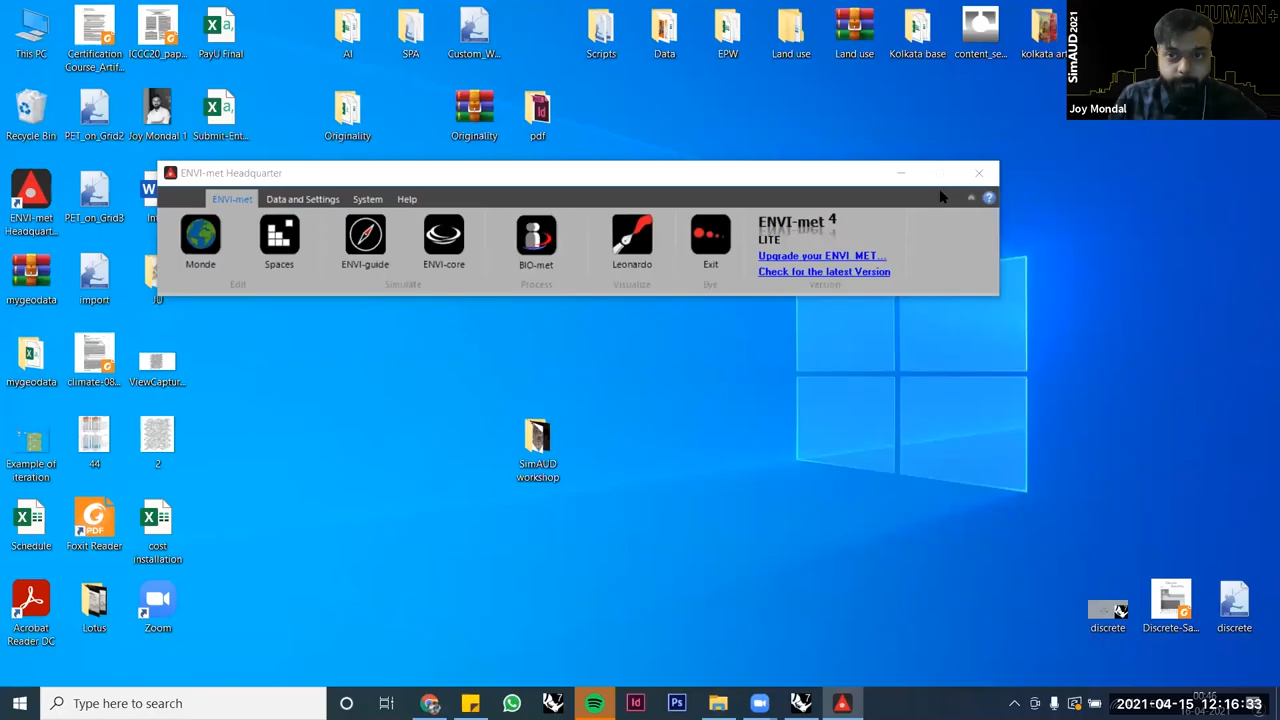 This PC
Certification
Course_Artif...
ICCC20_pap...
PayU Final
AI
SPA
Custom_W...
Scripts
Data
EPW
Land use
Land use
Kolkata base
content_se...
kolkata an
SimAUD2021
HUMAN+
Joy Mondal
Recycle Bin
PET_on_Grid2
Joy Mondal 1
Submit-Ent...
Originality
Originality
pdf
ENVI-met Headquarter
ENVI-met
Data and Settings
System
Help
Monde
Spaces
ENVI-guide
ENVI-core
BIO-met
Leonardo
Exit
ENVI-met 4
LITE
Upgrade your ENVI_MET...
Check for the latest Version
Edit
Simulate
Process
Visualize
Bye
Version
ENVI-met
Headquart...
PET_on_Grid3
mygeodata
import
mygeodata
climate-08...
ViewCaptur...
Example of
iteration
44
2
SimAUD
workshop
Schedule
Foxit Reader
cost
installation
Acrobat
Reader DC
Lotus
Zoom
discrete
Discrete-Sa...
discrete
Type here to search
00:46
16-04-2021
2021-04-15 12:16:33